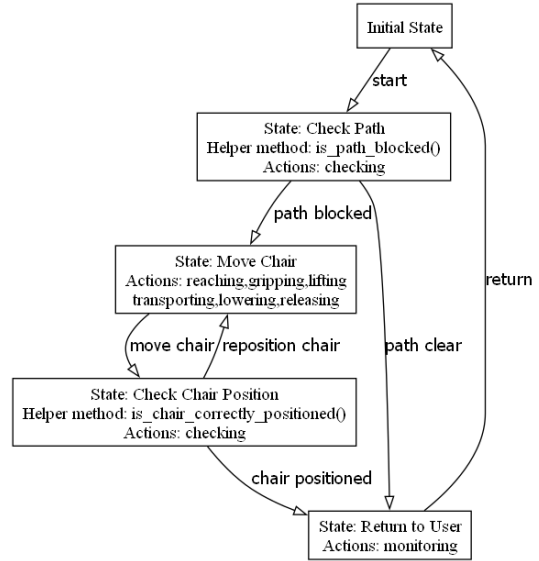 Initial State
start
State: Check Path
Helper method: is_path_blocked()
Actions: checking
path blocked
State: Move Chair
Actions: reaching,gripping,lifting
transporting,lowering,releasing
return
move chair
reposition chair
path clear
State: Check Chair Position
Helper method: is_chair_correctly_positioned()
Actions: checking
chair positioned
State: Return to User
Actions: monitoring